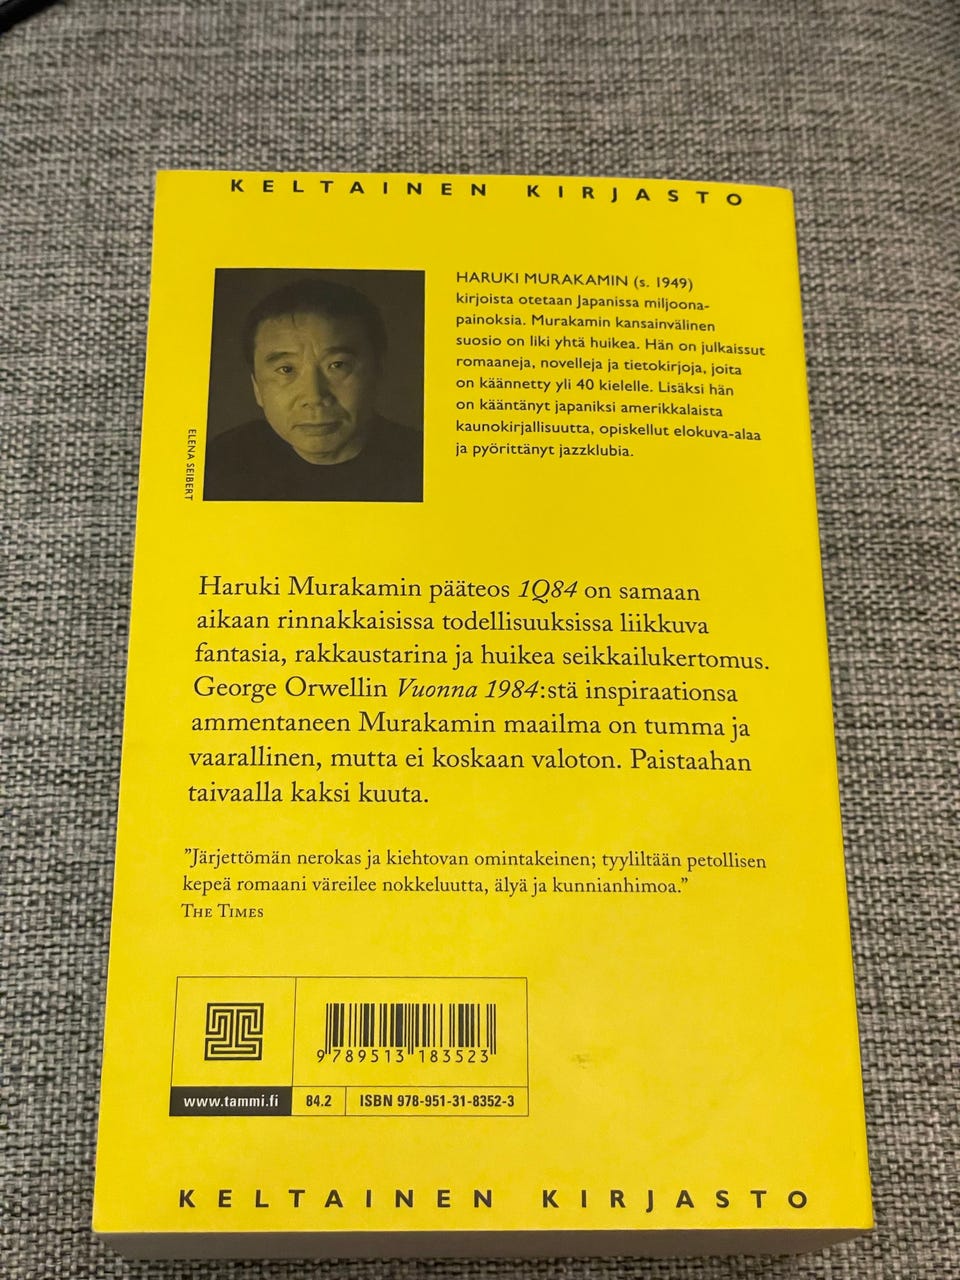 KELTAINEN KIRJASTO
HARUKI MURAKAMIN (s. 1949)
kirjoista otetaan Japanissa miljoona-
painoksia. Murakamin kansainvälinen
suosio on liki yhtä huikea. Hän on julkaissut
romaaneja, novelleja ja tietokirjoja, joita
on käännetty yli 40 kielelle. Lisäksi hän
on kääntänyt japaniksi amerikkalaista
kaunokirjallisuutta, opiskellut elokuva-alaa
ja pyörittänyt jazzklubia.
ELENA SEIBERT
Haruki Murakamin pääteos 1Q84 on samaan
aikaan rinnakkaisissa todellisuuksissa liikkuva
fantasia, rakkaustarina ja huikea seikkailukertomus.
George Orwellin Vuonna 1984:stä inspiraationsa
ammentaneen Murakamin maailma on tumma ja
vaarallinen, mutta ei koskaan valoton. Paistaahan
taivaalla kaksi kuuta.
”Järjettömän nerokas ja kiehtovan omintakeinen; tyyliltään petollisen
kepeä romaani väreilee nokkeluutta, älyä ja kunnianhimoa.”
THE TIMES
9 789513 183523
www.tammi.fi 84.2 ISBN 978-951-31-8352-3
KELTAINEN KIRJASTO